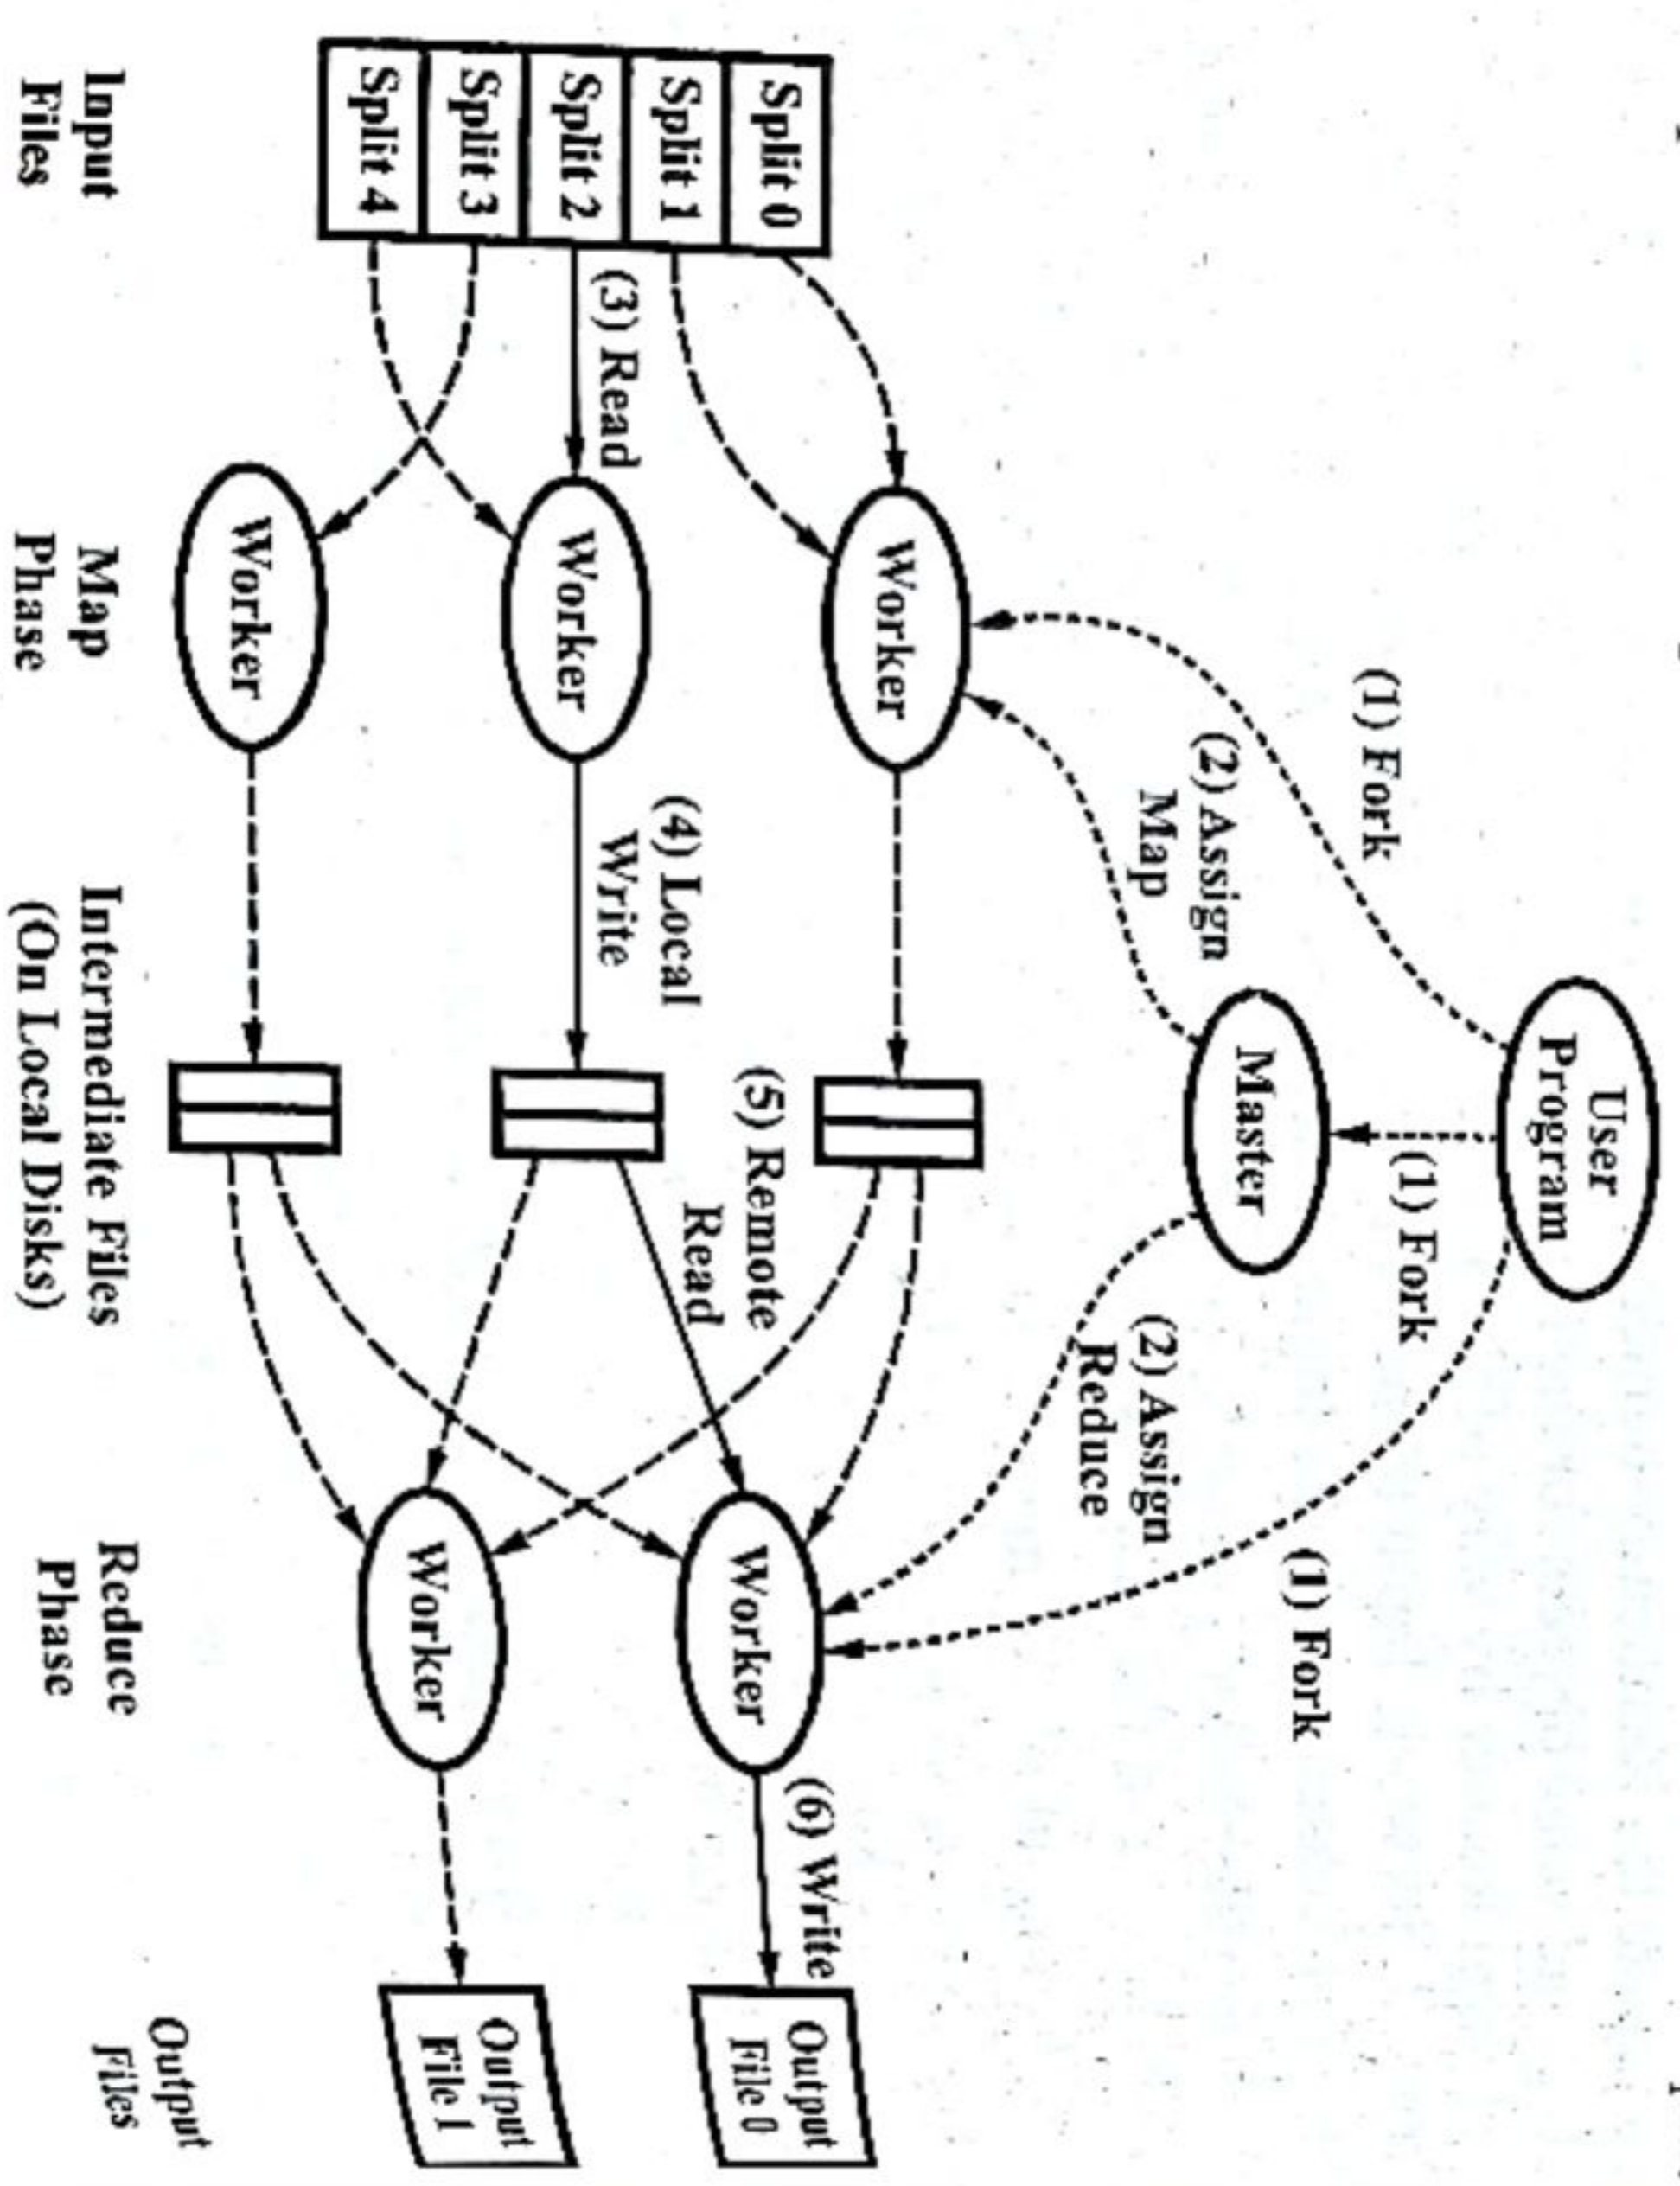 User
Program
(1) Fork
(1) Fork
(1) Fork
Master
(2) Assign
Map
(2) Assign
Reduce
Split 0
Split 1
Split 2
Split 3
Split 4
(3) Read
Worker
Worker
Worker
(4) Local
Write
(5) Remote
Read
Worker
Worker
(6) Write
Output
File 0
Output
File 1
Input
Files
Map
Phase
Intermediate Files
(On Local Disks)
Reduce
Phase
Output
Files